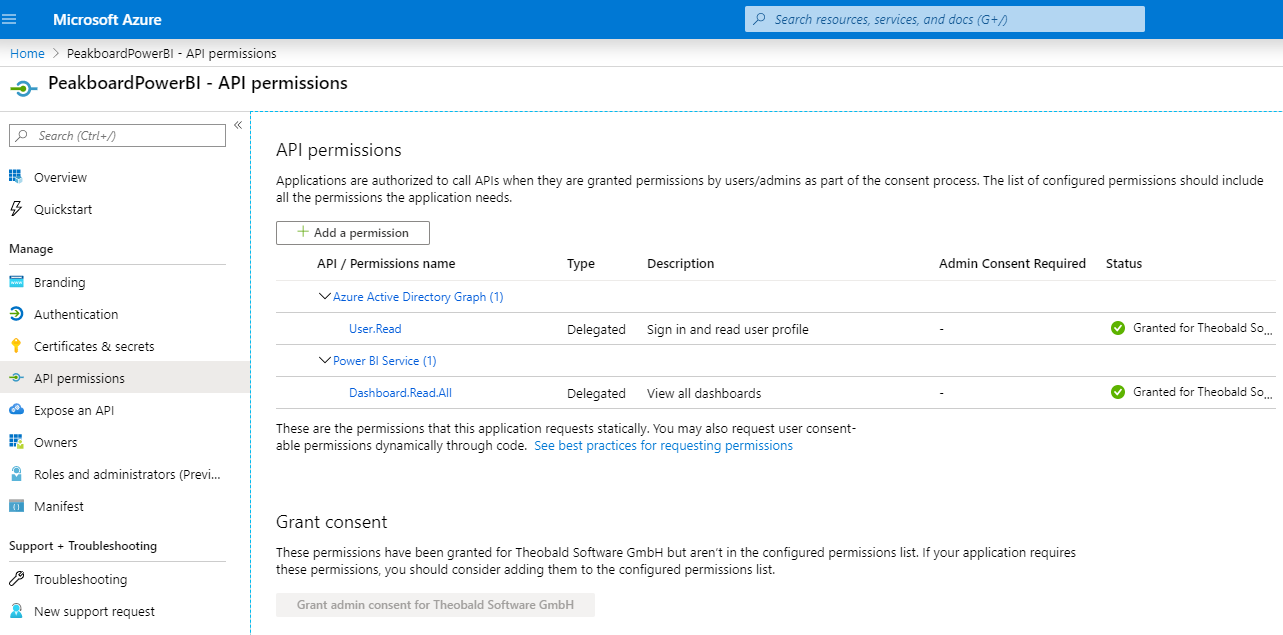 Microsoft Azure
Search resources, services, and docs (G+/)
Home > PeakboardPowerBI - API permissions
PeakboardPowerBI - API permissions
Search (Ctrl+/)
«
Overview
Quickstart
Manage
Branding
Authentication
Certificates & secrets
API permissions
Expose an API
Owners
Roles and administrators (Previ...
Manifest
Support + Troubleshooting
Troubleshooting
New support request
API permissions
Applications are authorized to call APIs when they are granted permissions by users/admins as part of the consent process. The list of configured permissions should include
all the permissions the application needs.
+ Add a permission
API / Permissions name Type Description Admin Consent Required Status
Azure Active Directory Graph (1)
User.Read Delegated Sign in and read user profile - Granted for Theobald So...
Power BI Service (1)
Dashboard.Read.All Delegated View all dashboards - Granted for Theobald So...
These are the permissions that this application requests statically. You may also request user consent-
able permissions dynamically through code. See best practices for requesting permissions
Grant consent
These permissions have been granted for Theobald Software GmbH but aren't in the configured permissions list. If your application requires
these permissions, you should consider adding them to the configured permissions list.
Grant admin consent for Theobald Software GmbH